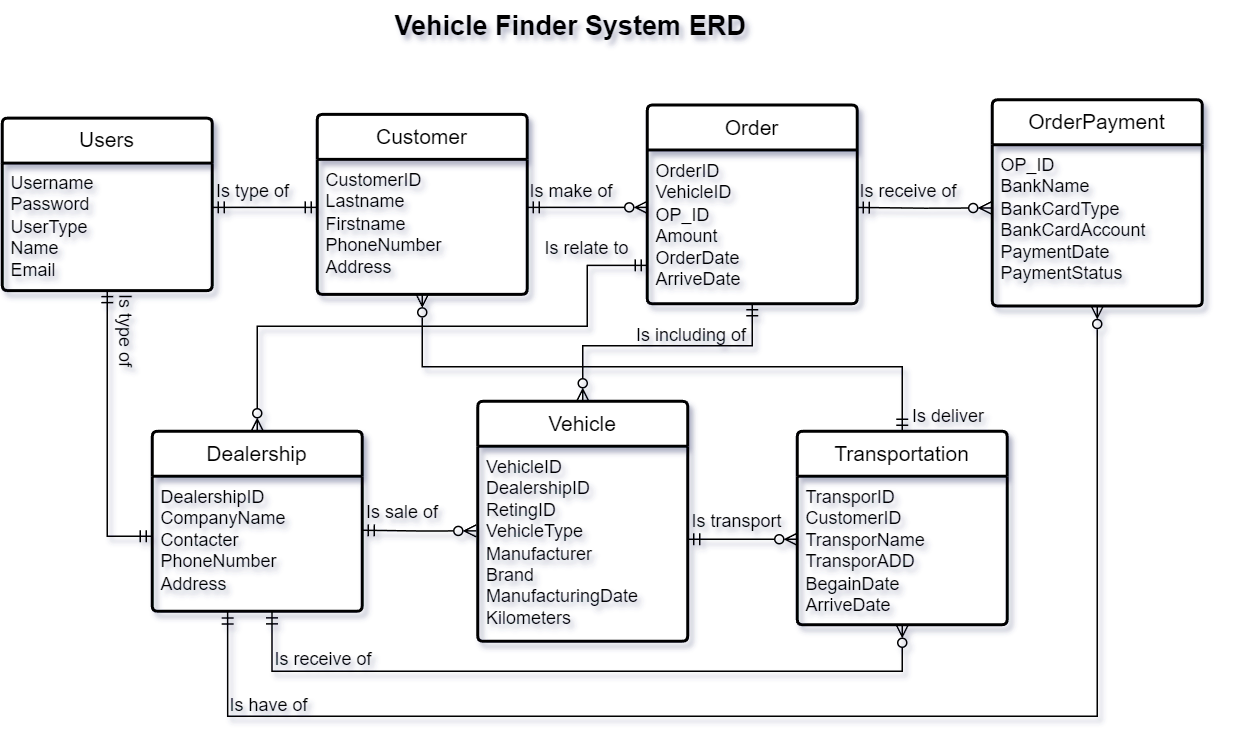 Vehicle Finder System ERD
Users
Username
Password
UserType
Name
Email
Is type of
Customer
CustomerID
Lastname
Firstname
PhoneNumber
Address
Is make of
Order
OrderID
VehicleID
OP_ID
Amount
OrderDate
ArriveDate
Is receive of
OrderPayment
OP_ID
BankName
BankCardType
BankCardAccount
PaymentDate
PaymentStatus
Is relate to
Is type of
Is including of
Is deliver
Dealership
DealershipID
CompanyName
Contacter
PhoneNumber
Address
Is sale of
Vehicle
VehicleID
DealershipID
RetingID
VehicleType
Manufacturer
Brand
ManufacturingDate
Kilometers
Is transport
Transportation
TransporID
CustomerID
TransporName
TransporADD
BegainDate
ArriveDate
Is receive of
Is have of